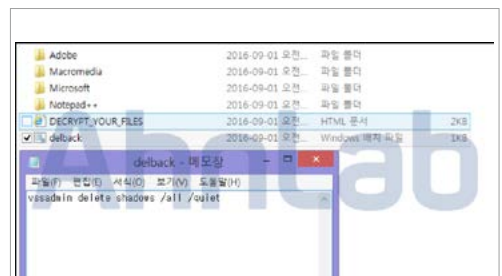 Adobe 2016-09-01 오전... 파일 폴더
Macromedia 2016-09-01 오전... 파일 폴더
Microsoft 2016-09-01 오전... 파일 폴더
Notepad++ 2016-09-01 오전... 파일 폴더
DECRYPT_YOUR_FILES 2016-09-01 오전... HTML 문서 2KB
delback 2016-09-01 오전... Windows 배치 파일 1KB
AhnLab
delback - 메모장
파일(F) 편집(E) 서식(O) 보기(V) 도움말(H)
vssadmin delete shadows /all /quiet